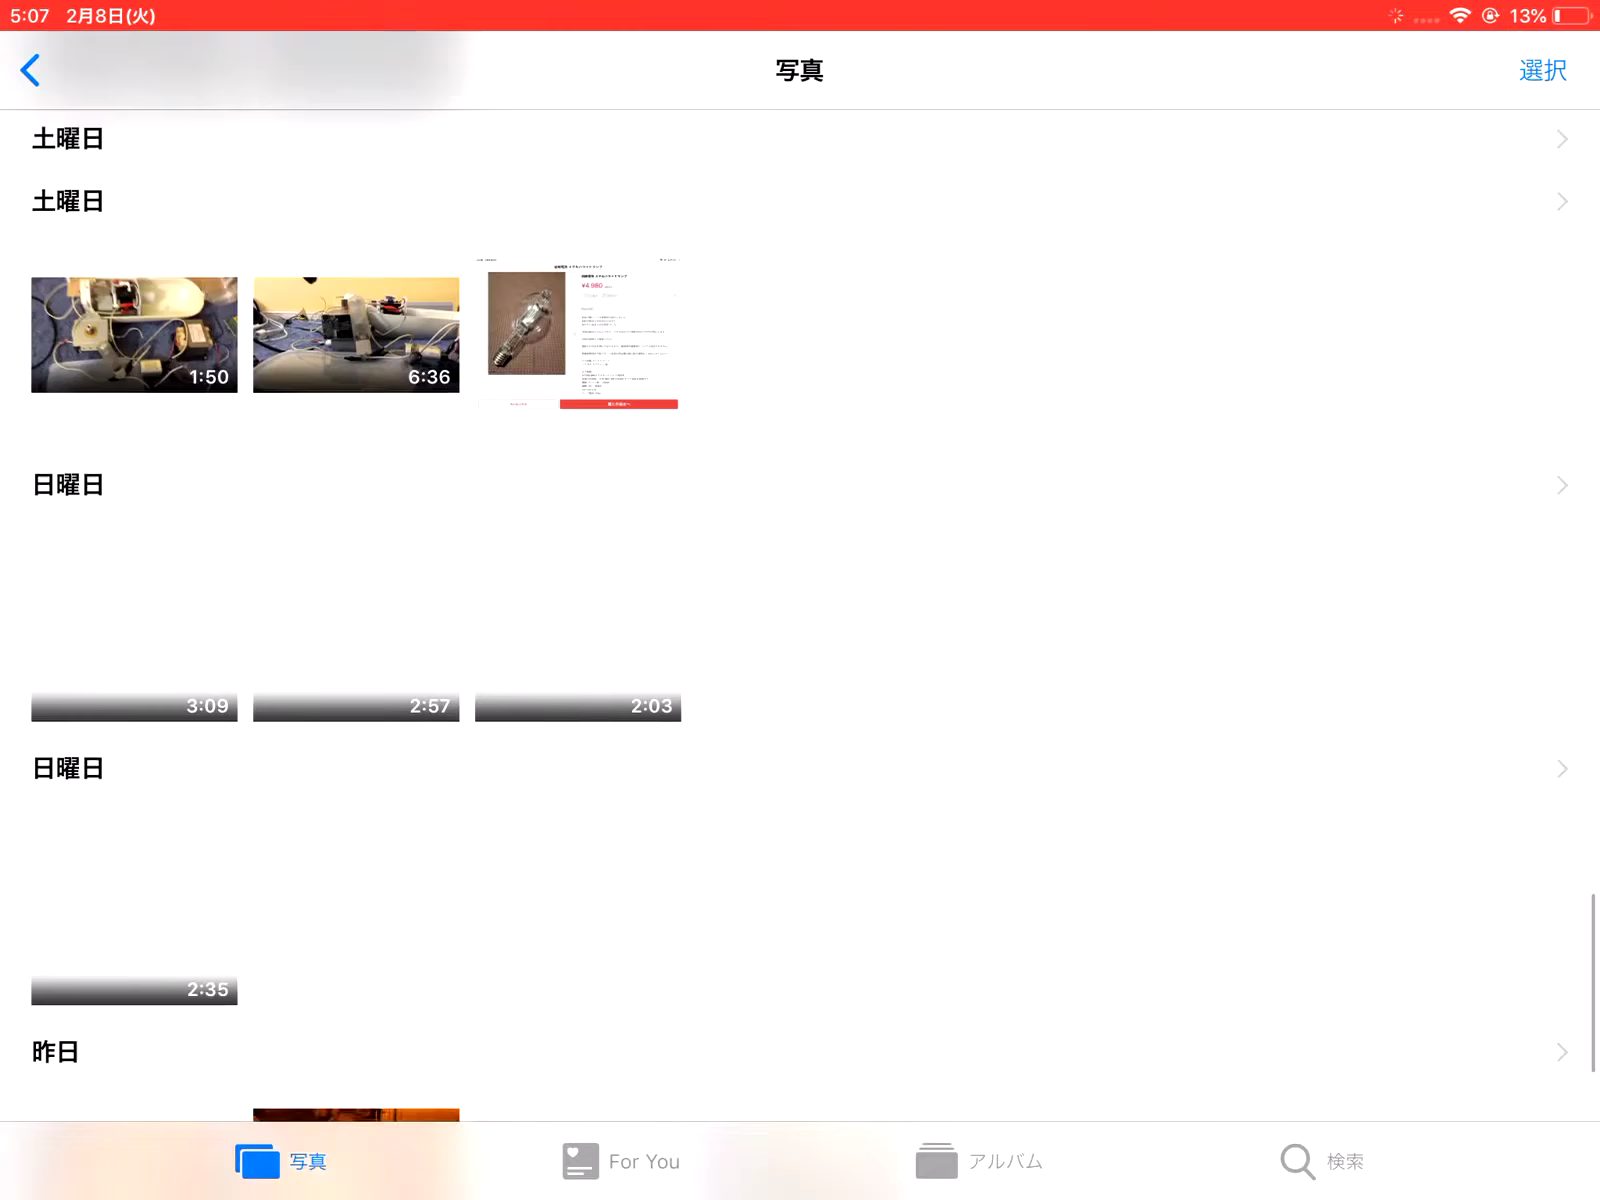 5:07 2月8日(火) 13%
写真 選択
土曜日
土曜日
1:50 6:36
¥4,980
日曜日
3:09 2:57 2:03
日曜日
2:35
昨日
写真 For You アルバム 検索